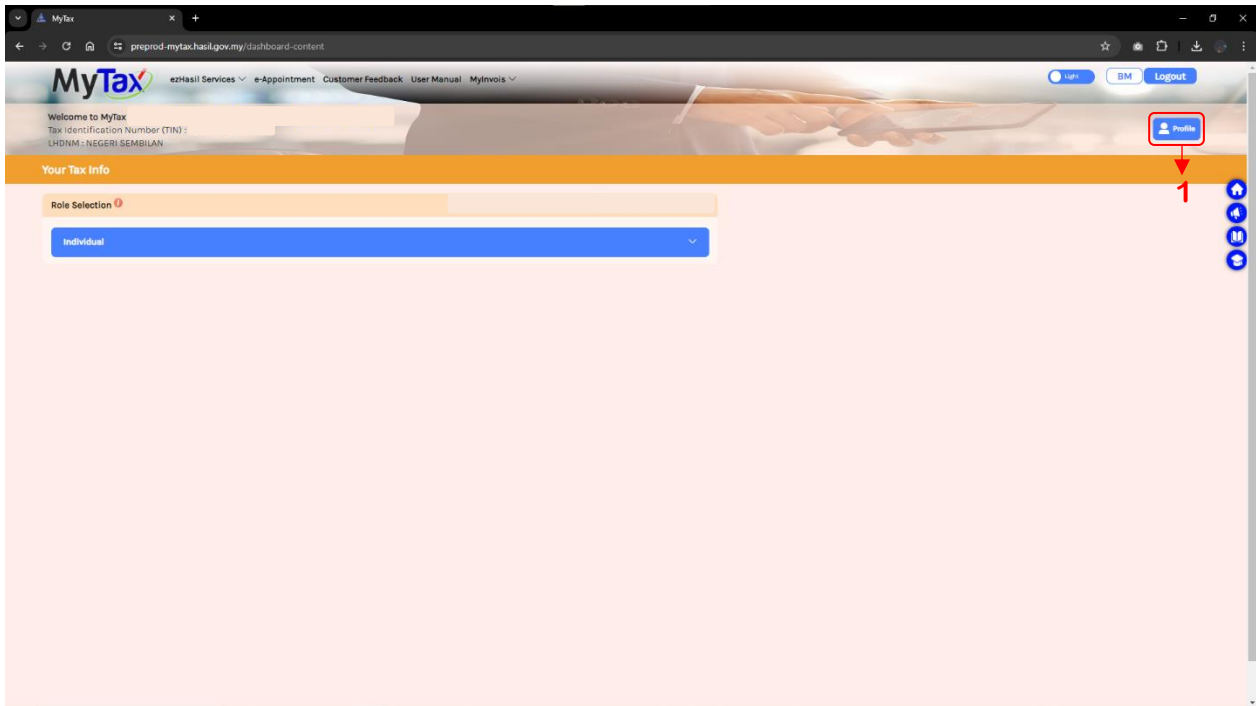 MyTax
preprod-mytax.hasil.gov.my/dashboard-content
MyTax ezHasil Services e-Appointment Customer Feedback User Manual MyInvois Light BM Logout
Welcome to MyTax
Tax Identification Number (TIN) :
LHDNM : NEGERI SEMBILAN
Profile
1
Your Tax Info
Role Selection
Individual